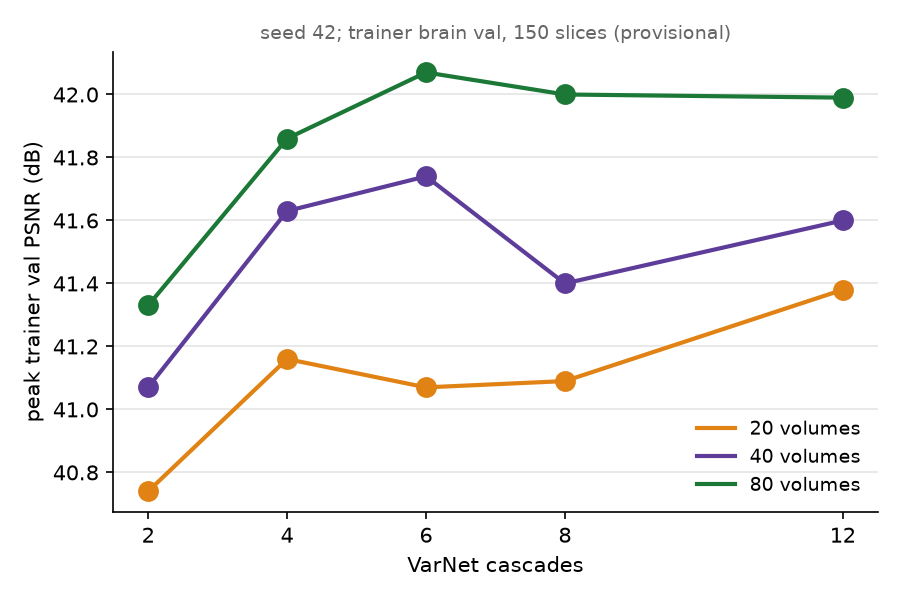 seed 42; trainer brain val, 150 slices (provisional)
peak trainer val PSNR (dB)
42.0
41.8
41.6
41.4
41.2
41.0
40.8
20 volumes
40 volumes
80 volumes
2 4 6 8 12
VarNet cascades